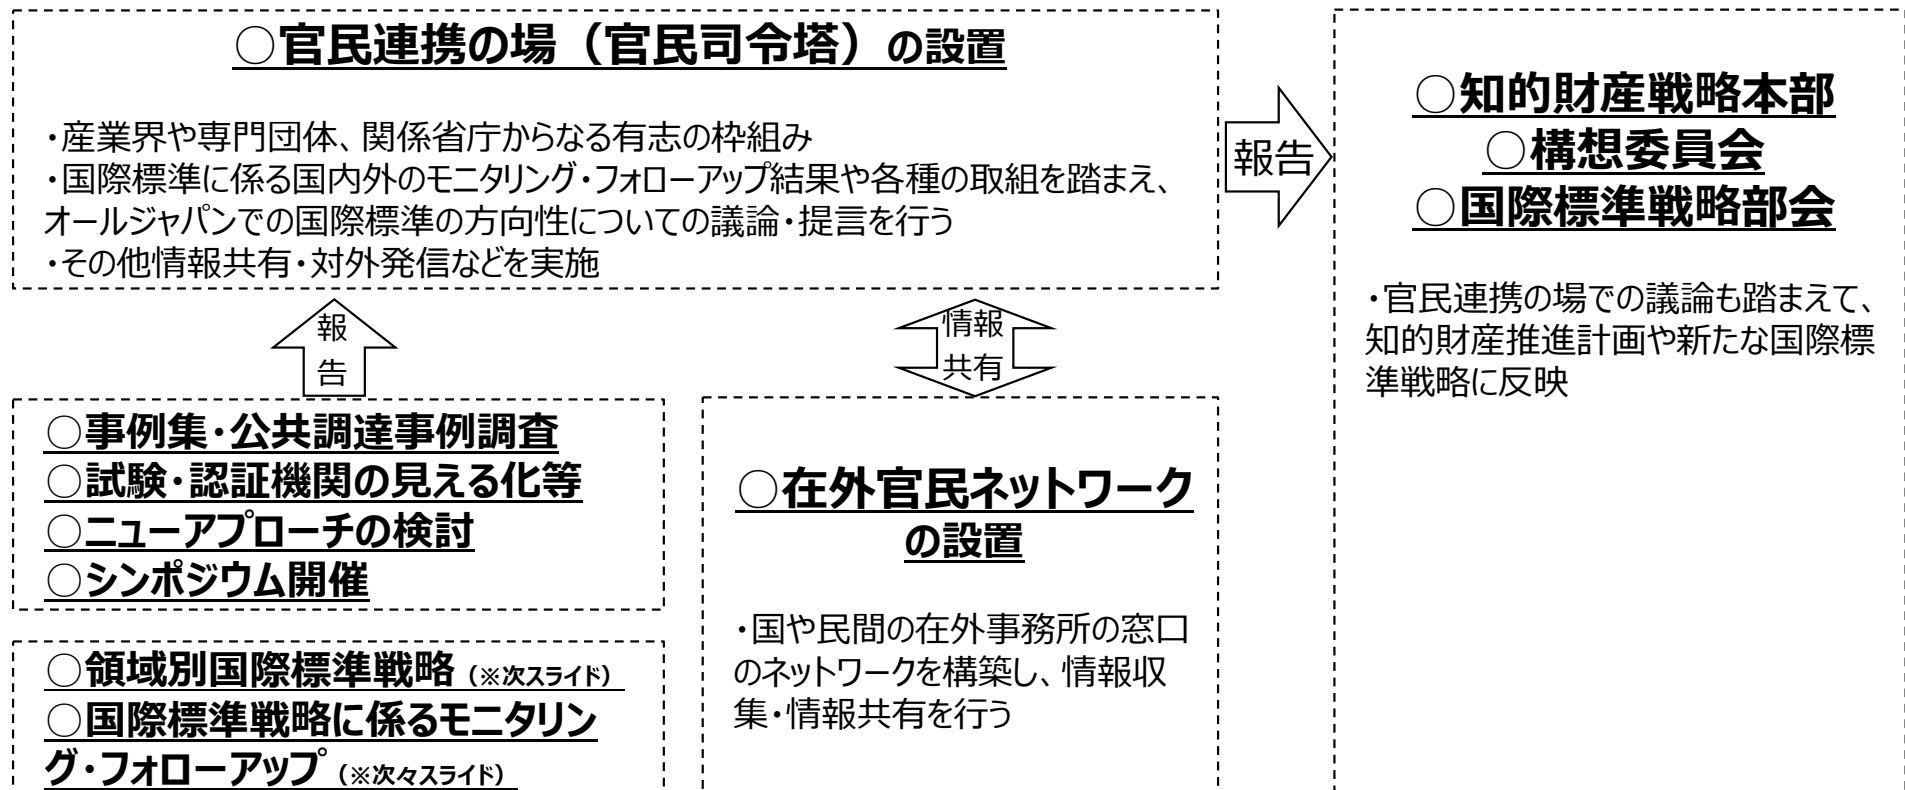 ○官民連携の場（官民司令塔）の設置
・産業界や専門団体、関係省庁からなる有志の枠組み
・国際標準に係る国内外のモニタリング・フォローアップ結果や各種の取組を踏まえ、
オールジャパンでの国際標準の方向性についての議論・提言を行う
・その他情報共有・対外発信などを実施
報告
○知的財産戦略本部
○構想委員会
○国際標準戦略部会
・官民連携の場での議論も踏まえて、
知的財産推進計画や新たな国際標
準戦略に反映
報
告
情報
共有
○事例集・公共調達事例調査
○試験・認証機関の見える化等
○ニューアプローチの検討
○シンポジウム開催
○領域別国際標準戦略（※次スライド）
○国際標準戦略に係るモニタリン
グ・フォローアップ（※次々スライド）
○在外官民ネットワーク
の設置
・国や民間の在外事務所の窓口
のネットワークを構築し、情報収
集・情報共有を行う